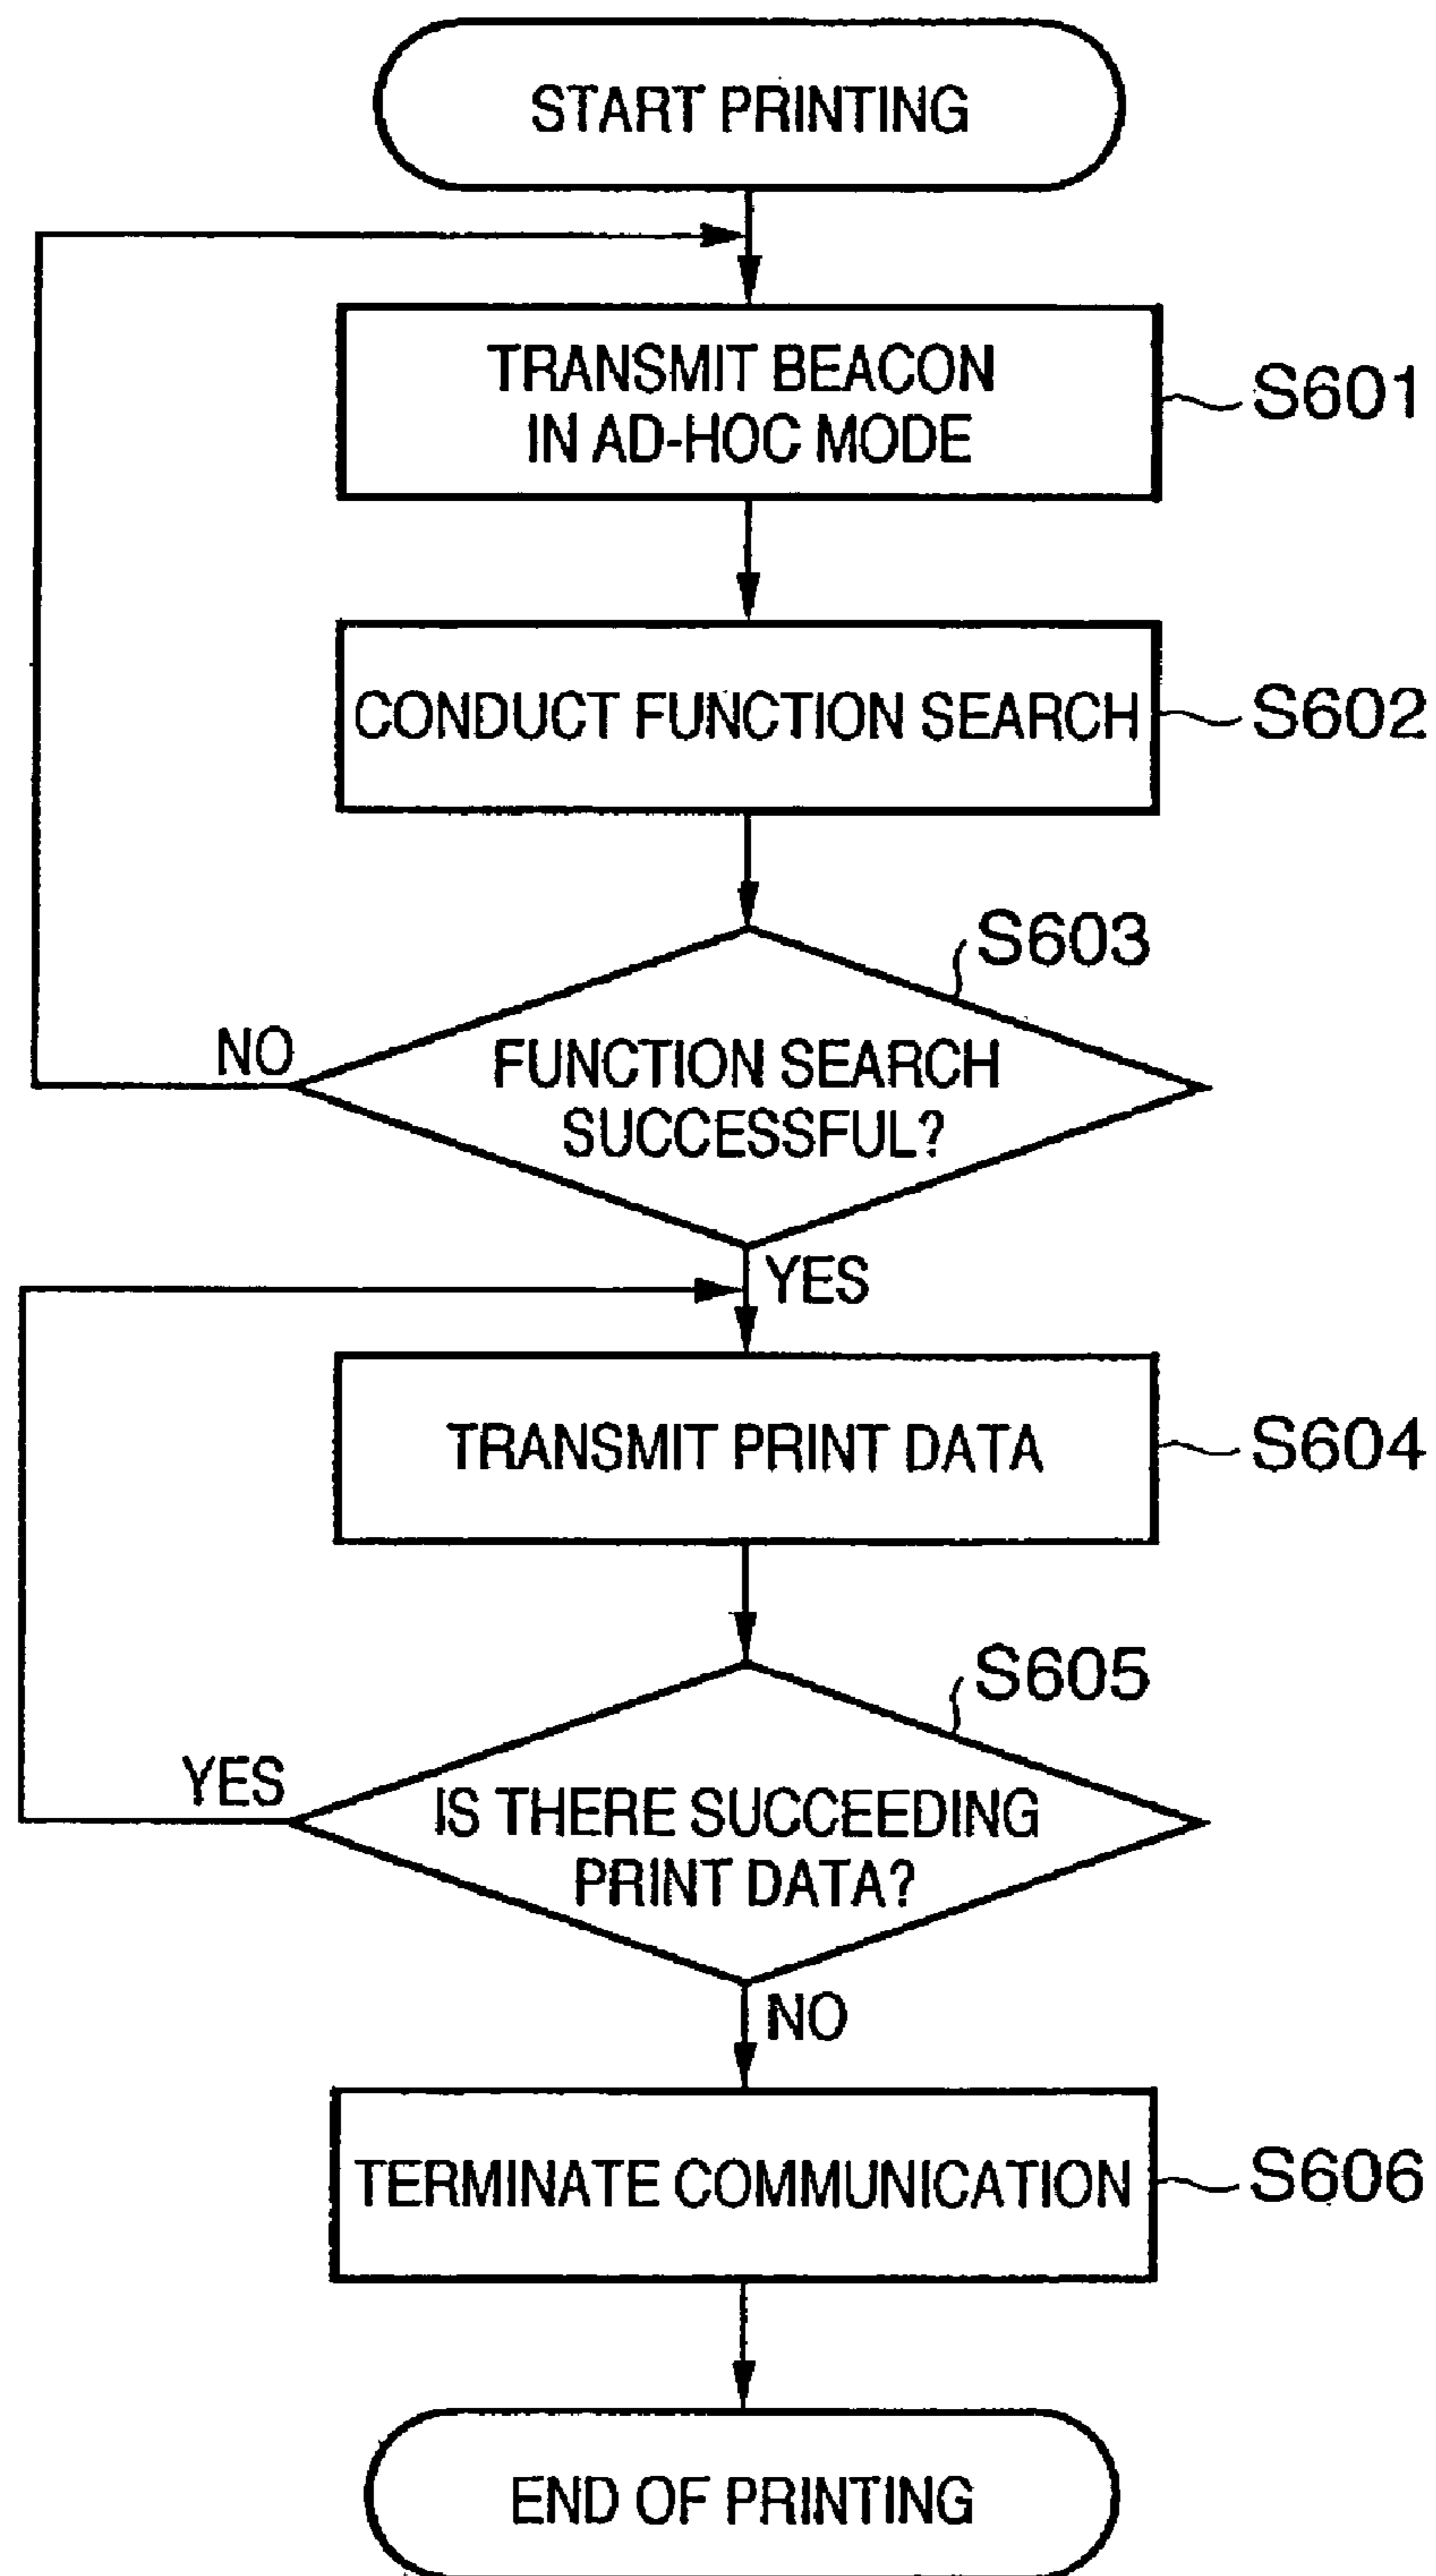 START PRINTING
TRANSMIT BEACON
IN AD-HOC MODE
S601
CONDUCT FUNCTION SEARCH
S602
S603
NO
FUNCTION SEARCH
SUCCESSFUL?
YES
TRANSMIT PRINT DATA
S604
S605
YES
IS THERE SUCCEEDING
PRINT DATA?
NO
TERMINATE COMMUNICATION
S606
END OF PRINTING